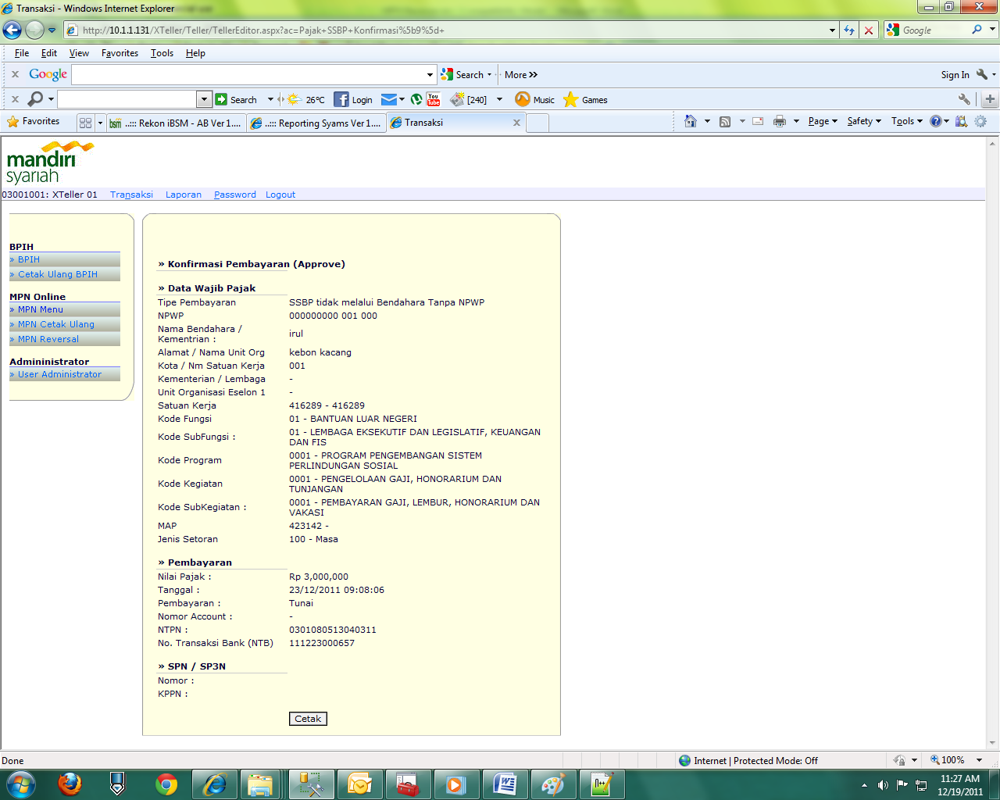 Transaksi - Windows Internet Explorer
http://10.1.1.131/XTeller/Teller/TellerEditor.aspx?ac=Pajak+SSBP+Konfirmasi%5b9%5d+
Google
File Edit View Favorites Tools Help
x Google Search More » Sign In
x Search 26°C Login You Tube [240] Music Games
Favorites bsm ..::: Rekon iBSM - AB Ver 1.... ..::: Reporting Syams Ver 1.... Transaksi x Page Safety Tools
mandiri
syariah
03001001: XTeller 01 Transaksi Laporan Password Logout
BPIH
» BPIH
» Cetak Ulang BPIH
MPN Online
» MPN Menu
» MPN Cetak Ulang
» MPN Reversal
Admininistrator
» User Administrator
» Konfirmasi Pembayaran (Approve)
» Data Wajib Pajak
Tipe Pembayaran SSBP tidak melalui Bendahara Tanpa NPWP
NPWP 000000000 001 000
Nama Bendahara /
Kementrian : irul
Alamat / Nama Unit Org kebon kacang
Kota / Nm Satuan Kerja 001
Kementerian / Lembaga -
Unit Organisasi Eselon 1 -
Satuan Kerja 416289 - 416289
Kode Fungsi 01 - BANTUAN LUAR NEGERI
Kode SubFungsi : 01 - LEMBAGA EKSEKUTIF DAN LEGISLATIF, KEUANGAN
DAN FIS
Kode Program 0001 - PROGRAM PENGEMBANGAN SISTEM
PERLINDUNGAN SOSIAL
Kode Kegiatan 0001 - PENGELOLAAN GAJI, HONORARIUM DAN
TUNJANGAN
Kode SubKegiatan : 0001 - PEMBAYARAN GAJI, LEMBUR, HONORARIUM DAN
VAKASI
MAP 423142 -
Jenis Setoran 100 - Masa
» Pembayaran
Nilai Pajak : Rp 3,000,000
Tanggal : 23/12/2011 09:08:06
Pembayaran : Tunai
Nomor Account : -
NTPN : 0301080513040311
No. Transaksi Bank (NTB) 111223000657
» SPN / SP3N
Nomor :
KPPN :
Cetak
Done Internet | Protected Mode: Off 100%
11:27 AM
12/19/2011